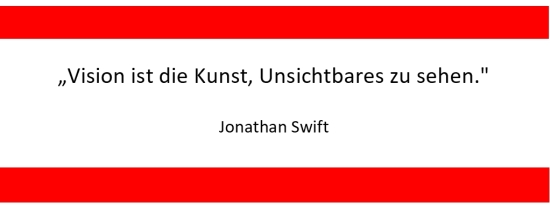 „Vision ist die Kunst, Unsichtbares zu sehen."
Jonathan Swift